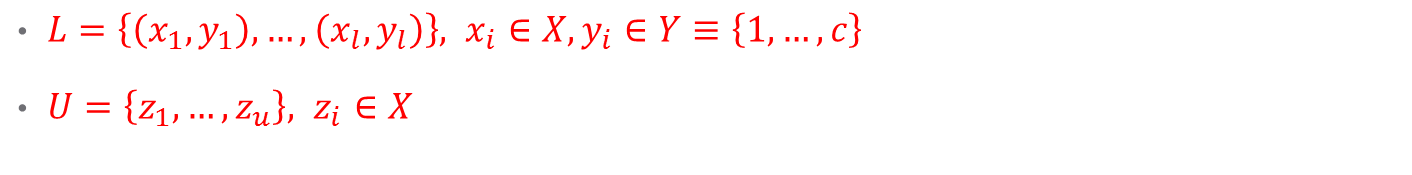 • L = {(x₁, y₁), …, (xₗ, yₗ)}, xᵢ ∈ X, yᵢ ∈ Y ≡ {1, … , c}
• U = {z₁, … , zᵤ}, zᵢ ∈ X